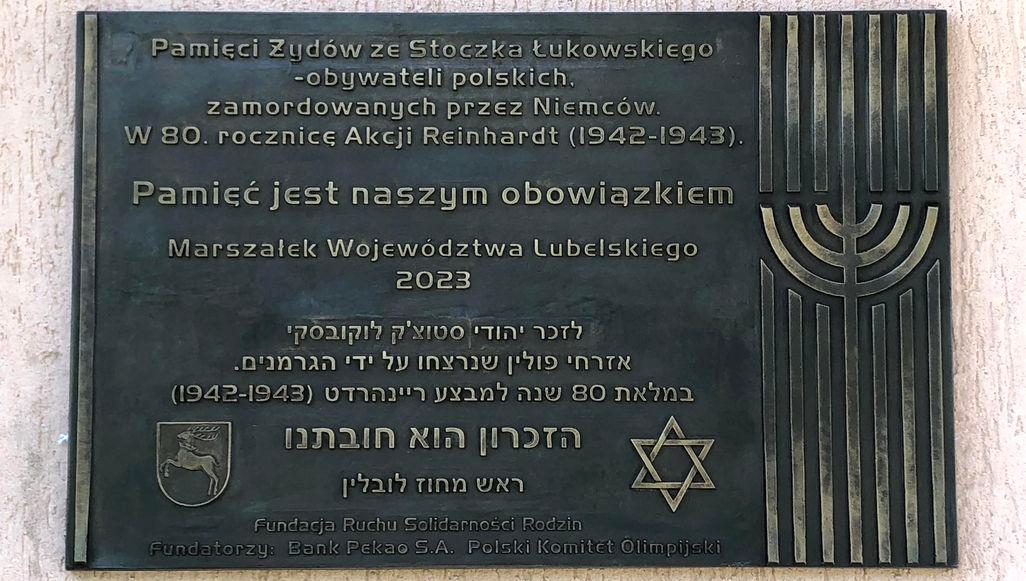 Pamięci Żydów ze Stoczka Łukowskiego
-obywateli polskich,
zamordowanych przez Niemców.
W 80. rocznicę Akcji Reinhardt (1942-1943).
Pamięć jest naszym obowiązkiem
Marszałek Województwa Lubelskiego
2023
לזכר יהודי סטוצ'ק לוקובסקי
אזרחי פולין שנרצחו על ידי הגרמנים.
במלאת 80 שנה למבצע ריינהרדט (1942-1943)
הזכרון הוא חובתנו
ראש מחוז לובלין
Fundacja Ruchu Solidarności Rodzin
Fundatorzy: Bank Pekao S.A. Polski Komitet Olimpijski